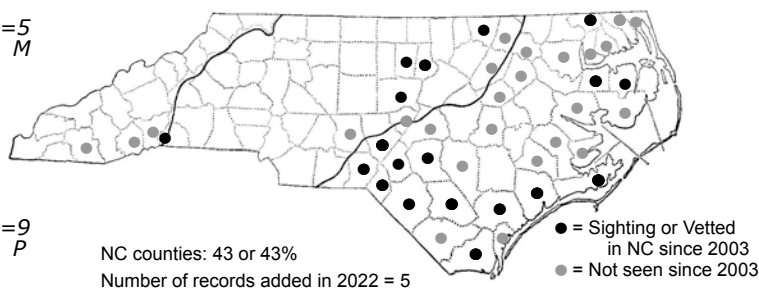 =5
M
=9
P
NC counties: 43 or 43%
Number of records added in 2022 = 5
● = Sighting or Vetted
in NC since 2003
● = Not seen since 2003